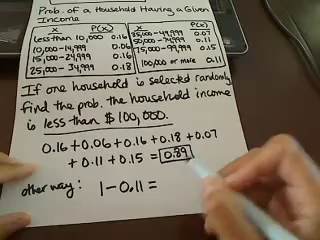 Prob. of a Household Having a Given
Income
x P(x) x P(x)
less than 10,000 0.16 35,000-49,999 0.07
10,000-14,999 0.06 50,000-74,999 0.11
15,000-24,999 0.16 75,000-99,999 0.15
25,000-34,999 0.18 100,000 or more 0.11
If one household is selected randomly
find the prob. the household income
is less than $100,000.
0.16 + 0.06 + 0.16 + 0.18 + 0.07
+ 0.11 + 0.15 = 0.89
other way: 1 - 0.11 =